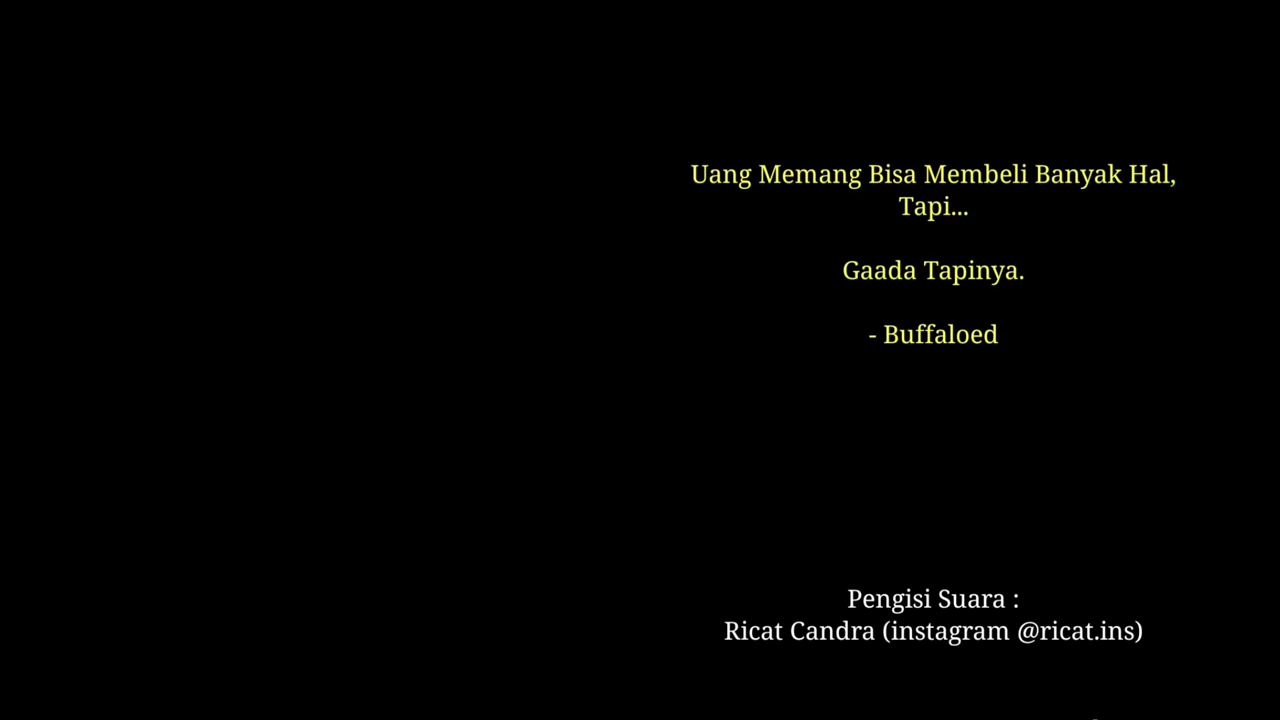 Uang Memang Bisa Membeli Banyak Hal,
Tapi...
Gaada Tapinya.
- Buffaloed
Pengisi Suara :
Ricat Candra (instagram @ricat.ins)